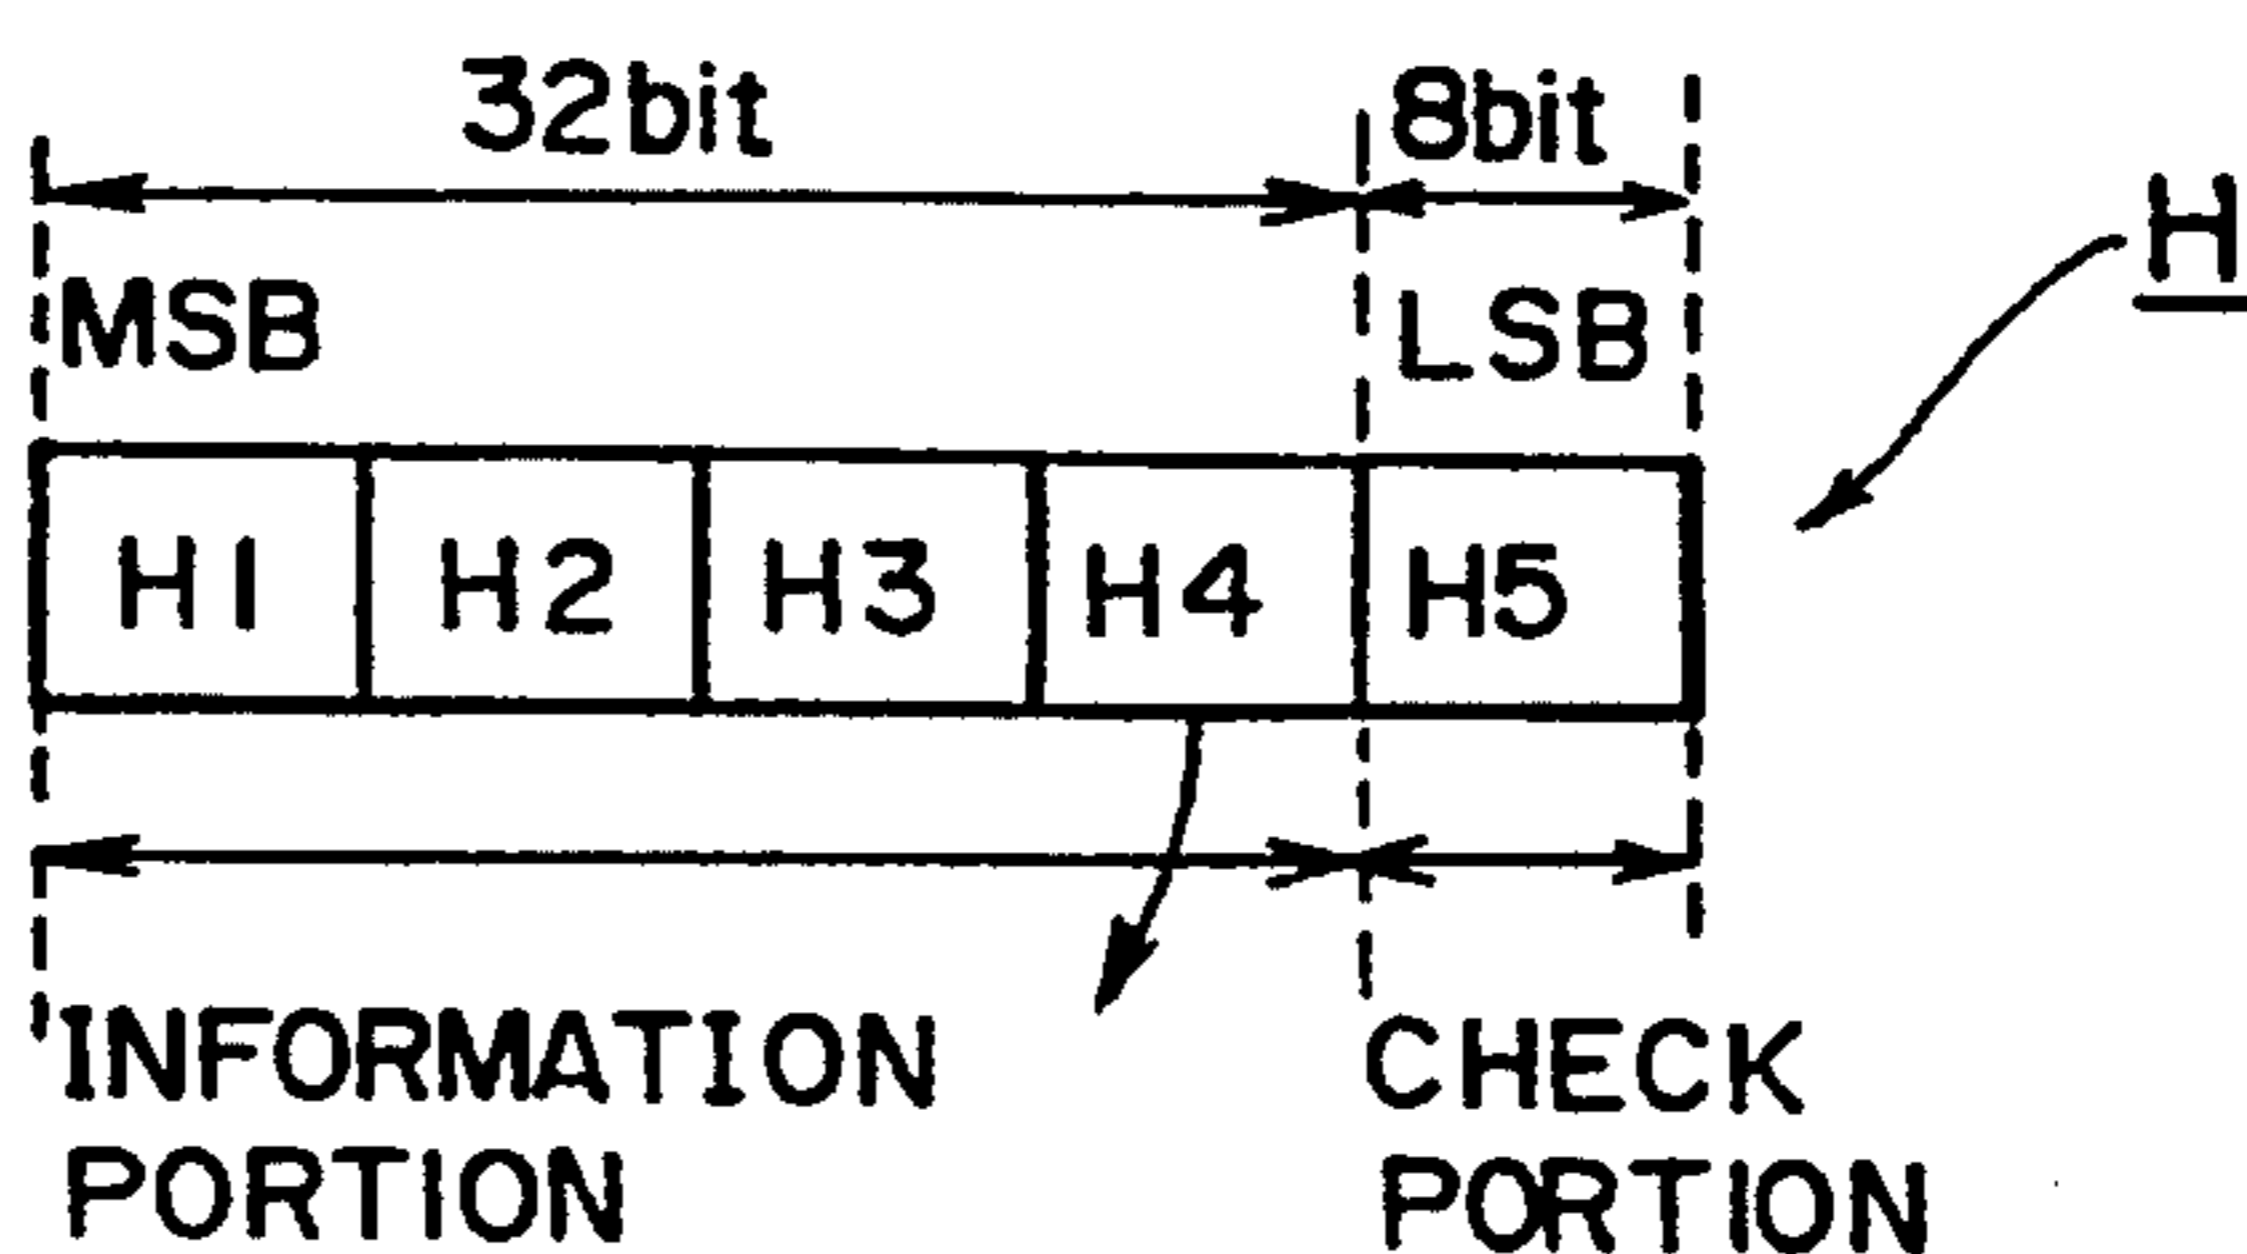 32bit 8bit
H
MSB LSB
H1 H2 H3 H4 H5
INFORMATION CHECK
PORTION PORTION